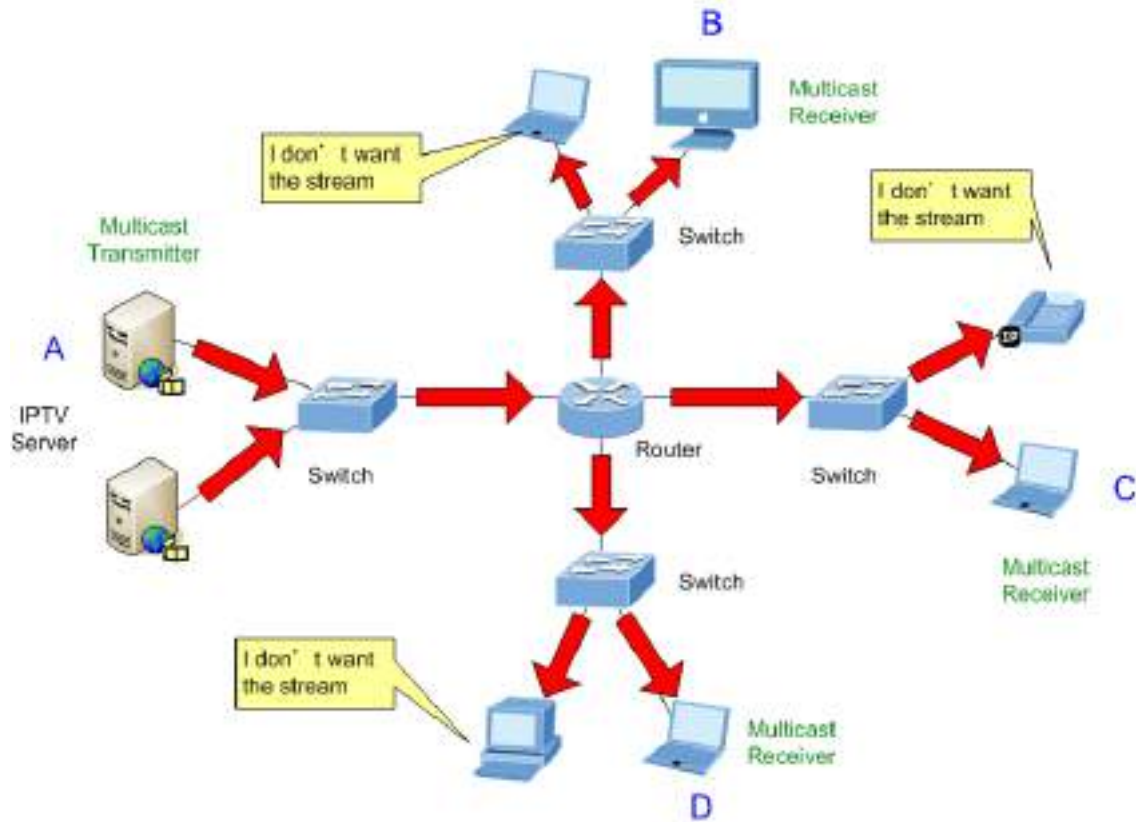 B
Multicast
Receiver
I don' t want
the stream
I don' t want
the stream
Switch
Multicast
Transmitter
A
IP
IPTV
Server
Router
Switch
Switch
C
Switch
Multicast
Receiver
I don' t want
the stream
Multicast
Receiver
D